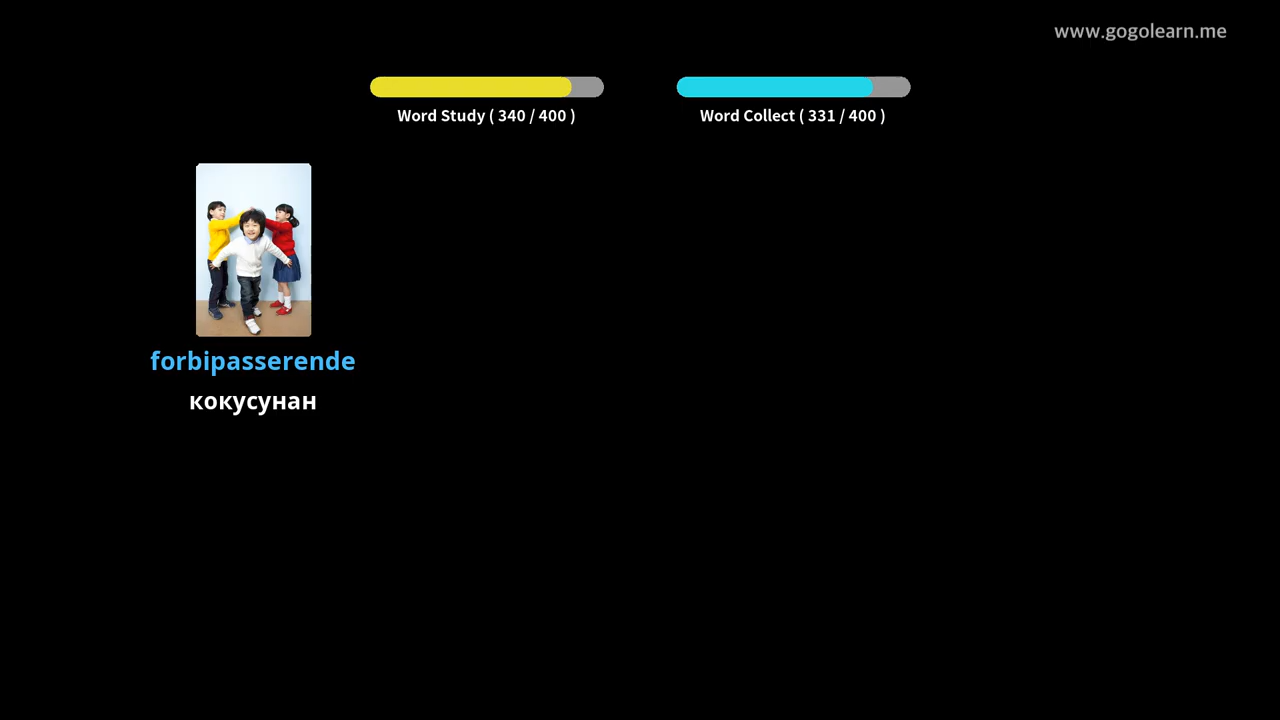 www.gogolearn.me
Word Study ( 340 / 400 )
Word Collect ( 331 / 400 )
forbipasserende
кокусунан